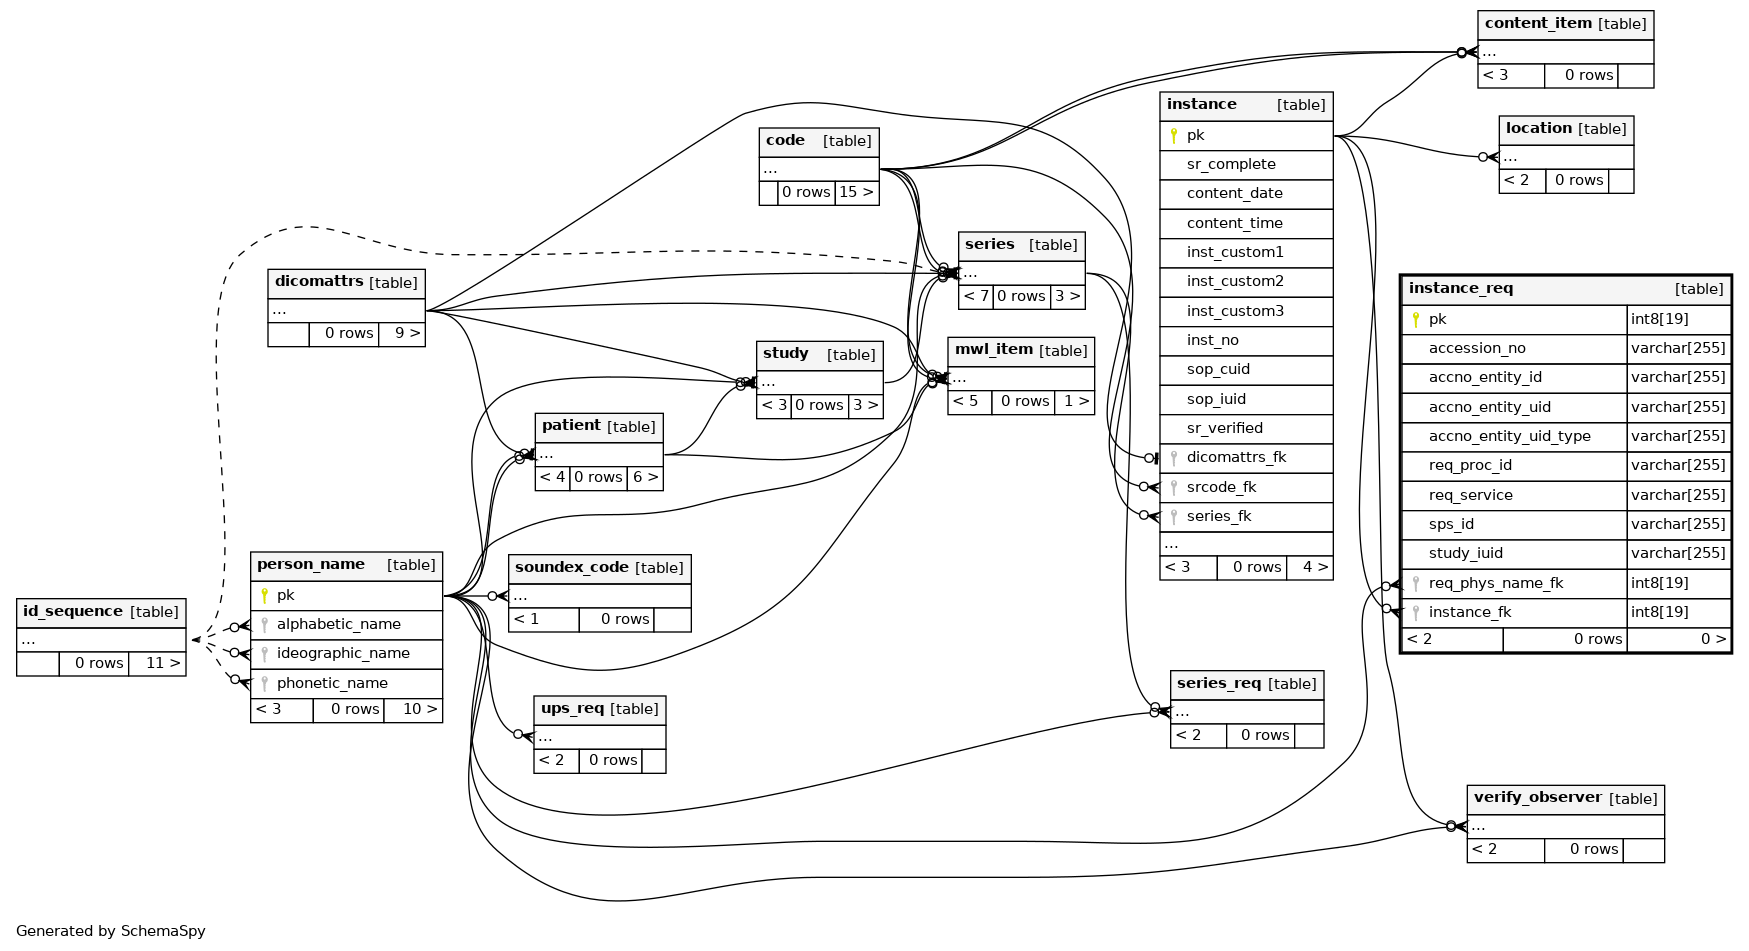 content_item [table]
...
< 3 0 rows
instance [table]
pk
sr_complete
content_date
content_time
inst_custom1
inst_custom2
inst_custom3
inst_no
sop_cuid
sop_iuid
sr_verified
dicomattrs_fk
srcode_fk
series_fk
...
< 3 0 rows 4 >
location [table]
...
< 2 0 rows
code [table]
...
0 rows 15 >
series [table]
...
< 7 0 rows 3 >
dicomattrs [table]
...
0 rows 9 >
instance_req [table]
pk int8[19]
accession_no varchar[255]
accno_entity_id varchar[255]
accno_entity_uid varchar[255]
accno_entity_uid_type varchar[255]
req_proc_id varchar[255]
req_service varchar[255]
sps_id varchar[255]
study_iuid varchar[255]
req_phys_name_fk int8[19]
instance_fk int8[19]
< 2 0 rows 0 >
study [table]
...
< 3 0 rows 3 >
mwl_item [table]
...
< 5 0 rows 1 >
patient [table]
...
< 4 0 rows 6 >
person_name [table]
pk
alphabetic_name
ideographic_name
phonetic_name
< 3 0 rows 10 >
soundex_code [table]
...
< 1 0 rows
id_sequence [table]
...
0 rows 11 >
ups_req [table]
...
< 2 0 rows
series_req [table]
...
< 2 0 rows
verify_observer [table]
...
< 2 0 rows
Generated by SchemaSpy